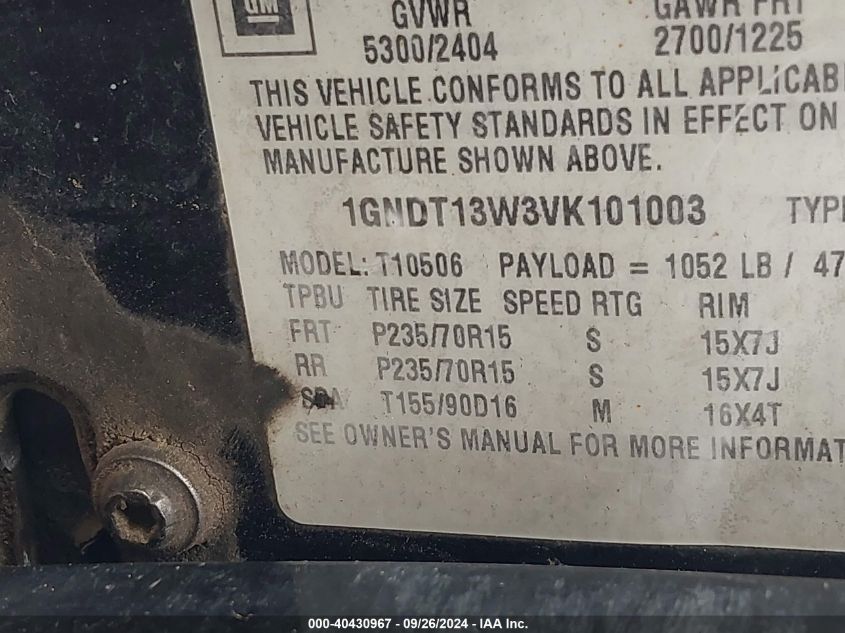 GM
GVWR GAWR FRT
5300/2404 2700/1225
THIS VEHICLE CONFORMS TO ALL APPLICAB
VEHICLE SAFETY STANDARDS IN EFFECT ON
MANUFACTURE SHOWN ABOVE.
1GNDT13W3VK101003 TYP
MODEL: T10506 PAYLOAD = 1052 LB / 47
TPBU TIRE SIZE SPEED RTG RIM
FRT P235/70R15 S 15X7J
RR P235/70R15 S 15X7J
SPA T155/90D16 M 16X4T
SEE OWNER'S MANUAL FOR MORE INFORMAT
000-40430967 - 09/26/2024 - IAA Inc.